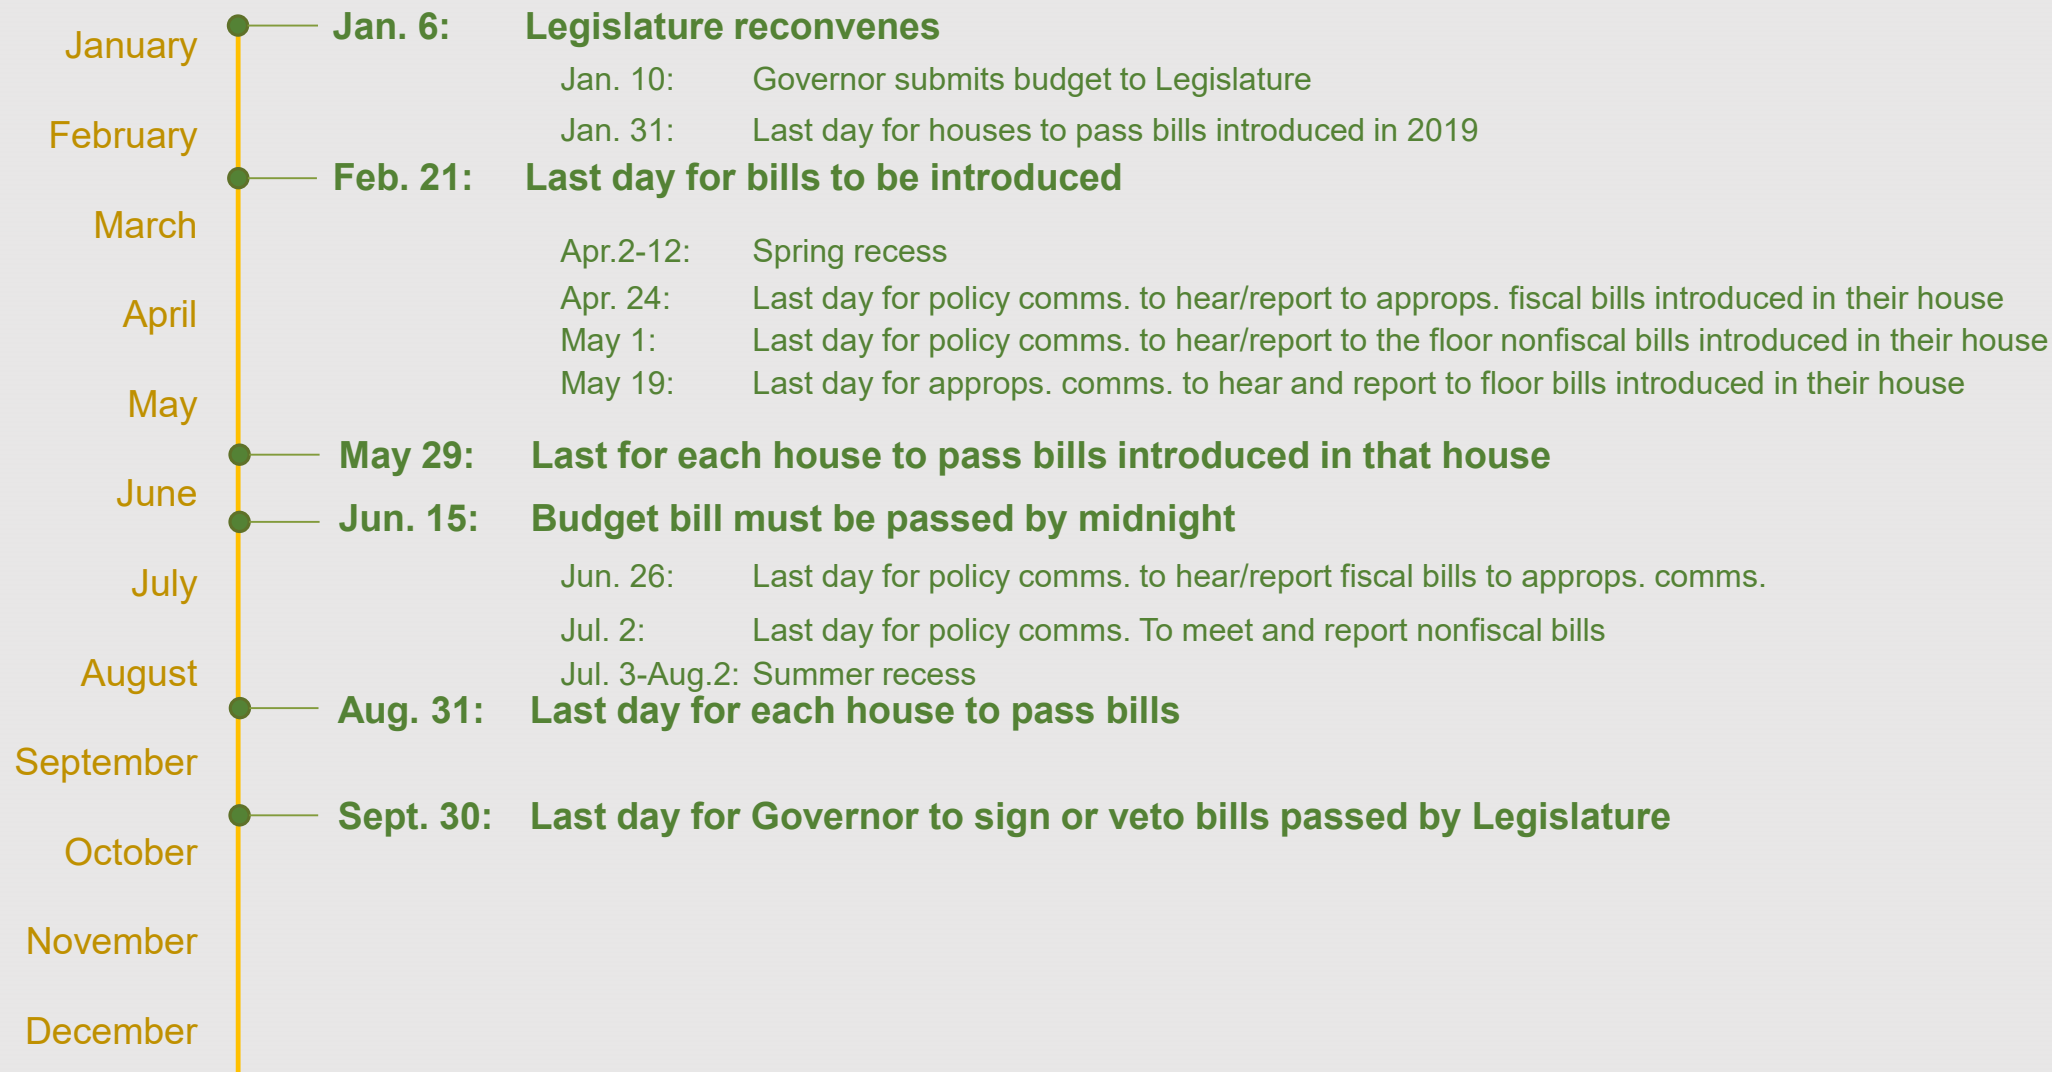 January
February
March
April
May
June
July
August
September
October
November
December
Jan. 6: Legislature reconvenes
Jan. 10: Governor submits budget to Legislature
Jan. 31: Last day for houses to pass bills introduced in 2019
Feb. 21: Last day for bills to be introduced
Apr.2-12: Spring recess
Apr. 24: Last day for policy comms. to hear/report to approps. fiscal bills introduced in their house
May 1: Last day for policy comms. to hear/report to the floor nonfiscal bills introduced in their house
May 19: Last day for approps. comms. to hear and report to floor bills introduced in their house
May 29: Last for each house to pass bills introduced in that house
Jun. 15: Budget bill must be passed by midnight
Jun. 26: Last day for policy comms. to hear/report fiscal bills to approps. comms.
Jul. 2: Last day for policy comms. To meet and report nonfiscal bills
Jul. 3-Aug.2: Summer recess
Aug. 31: Last day for each house to pass bills
Sept. 30: Last day for Governor to sign or veto bills passed by Legislature